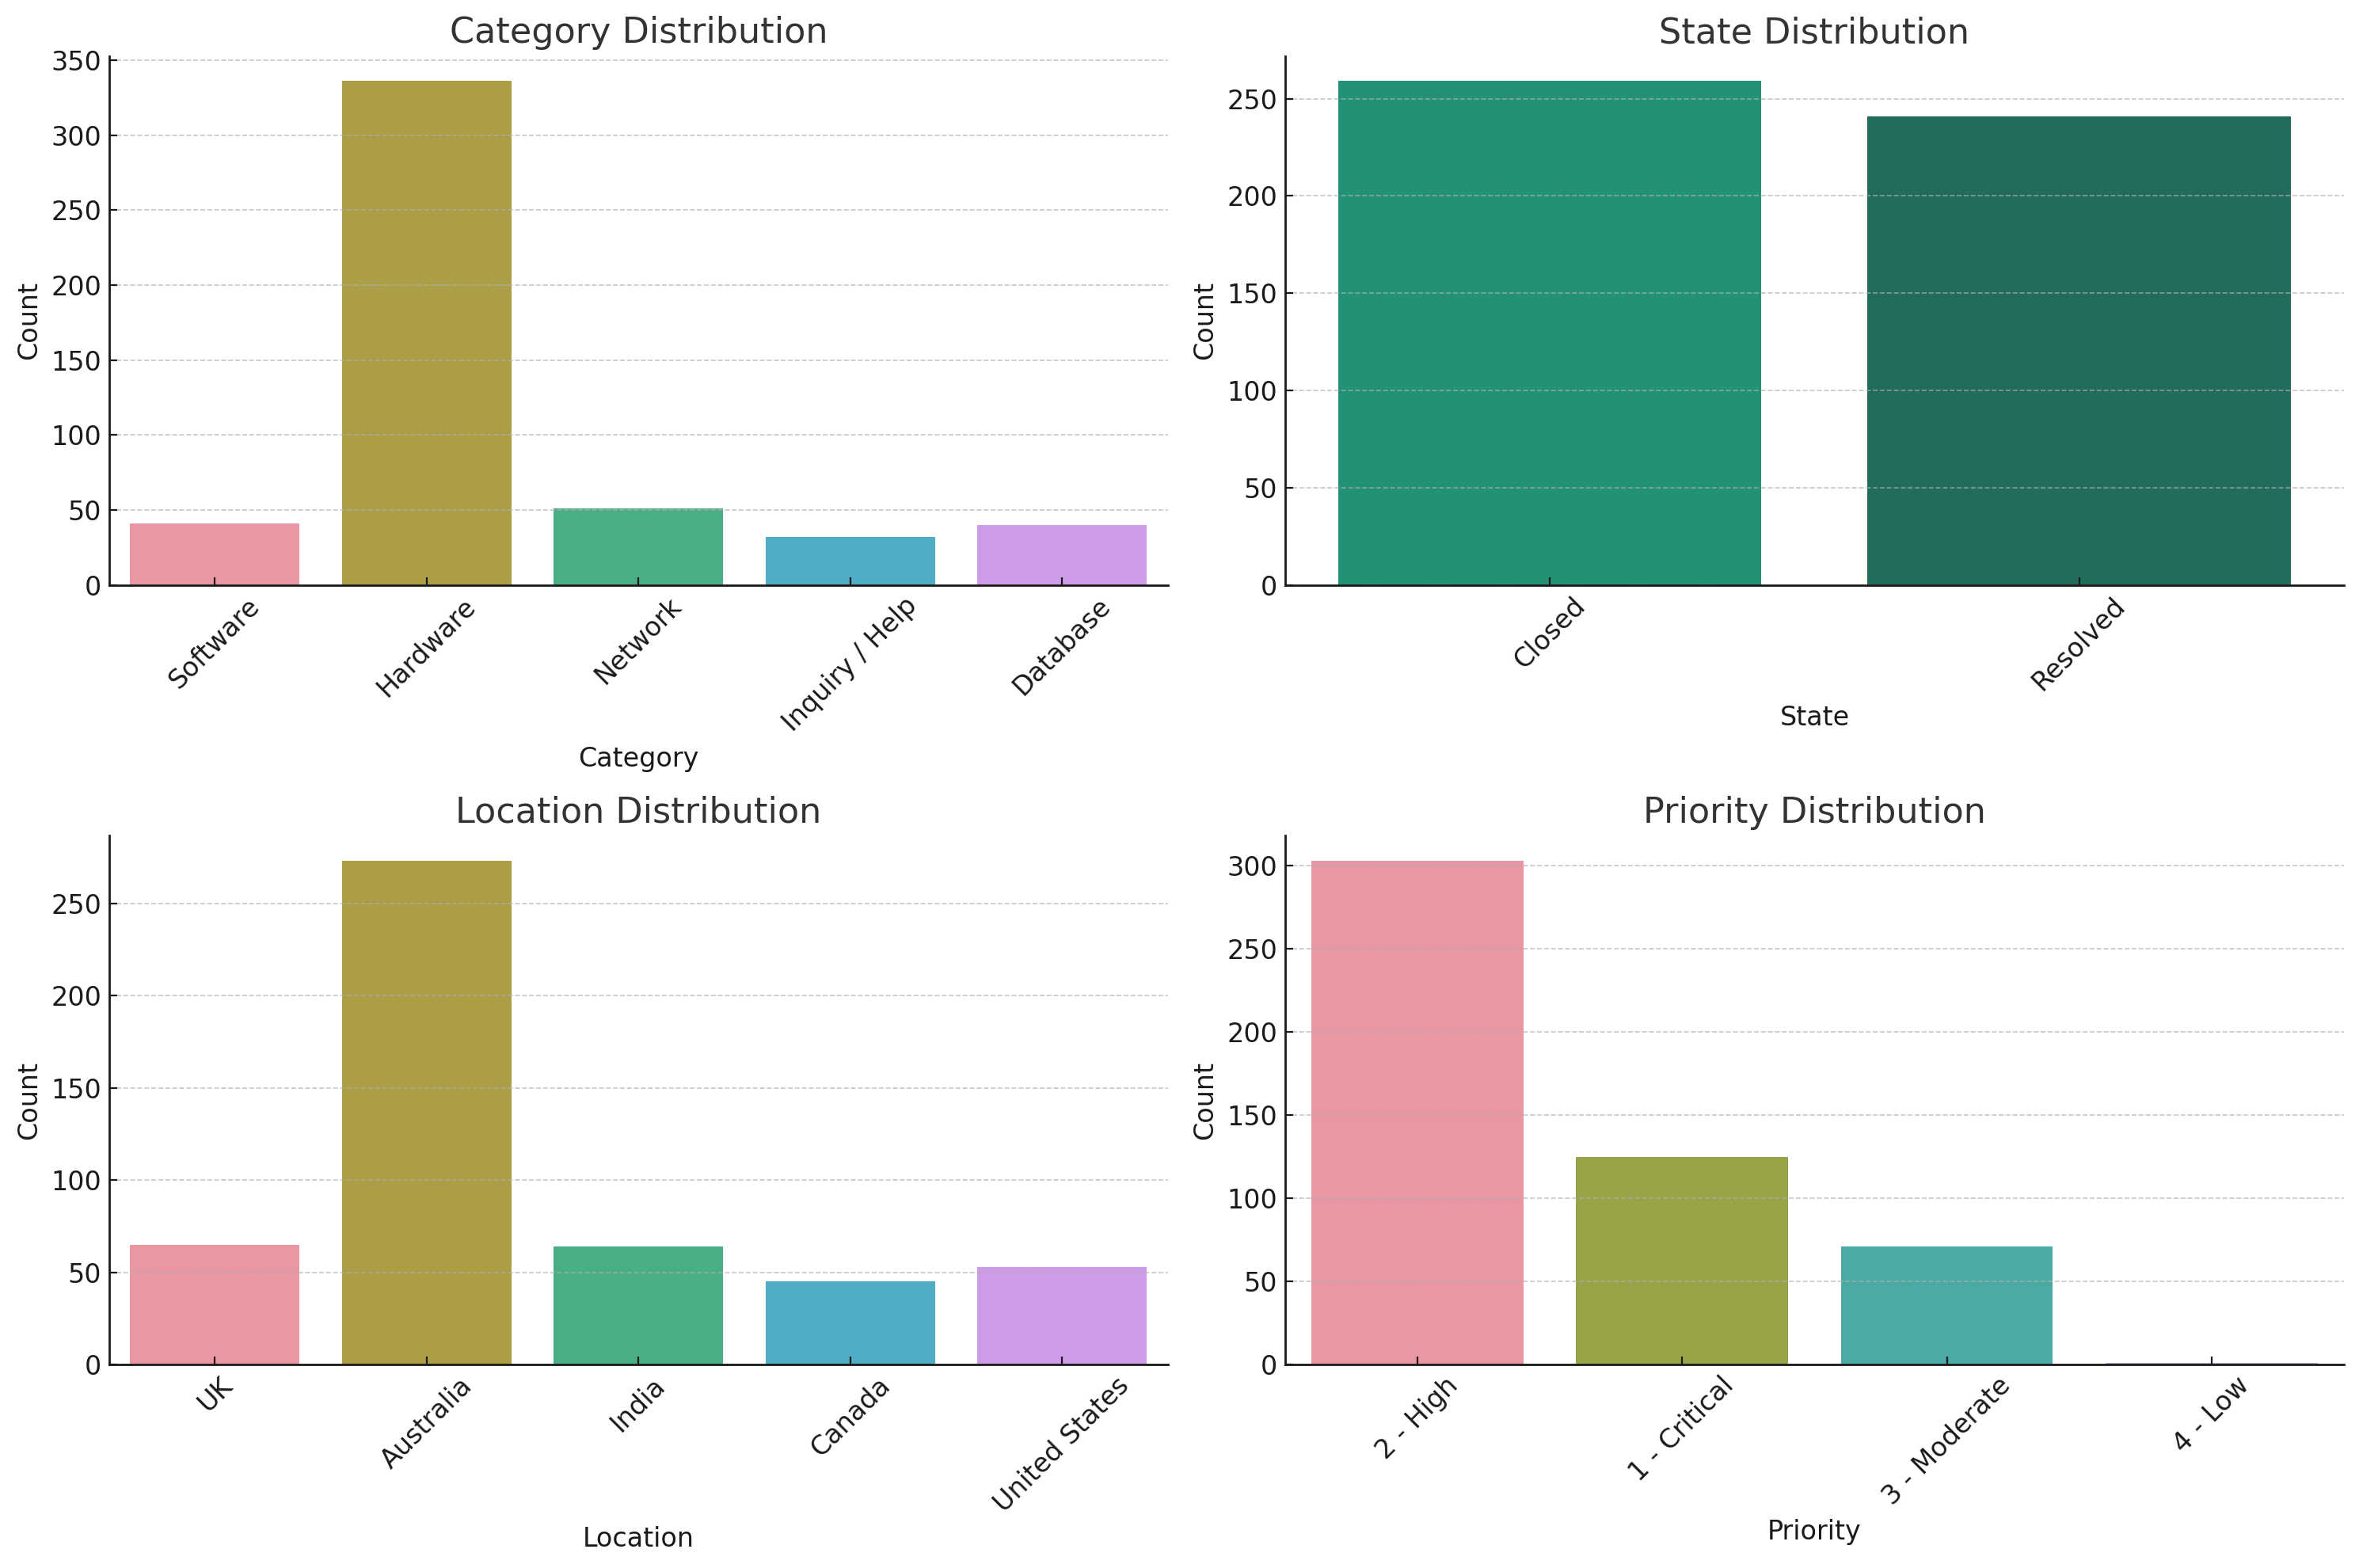 Category Distribution
350
300
250
200
150
100
50
0
Count
Software
Hardware
Network
Inquiry / Help
Database
Category
State Distribution
250
200
150
100
50
0
Count
Closed
Resolved
State
Location Distribution
250
200
150
100
50
0
Count
UK
Australia
India
Canada
United States
Location
Priority Distribution
300
250
200
150
100
50
0
Count
2 - High
1 - Critical
3 - Moderate
4 - Low
Priority